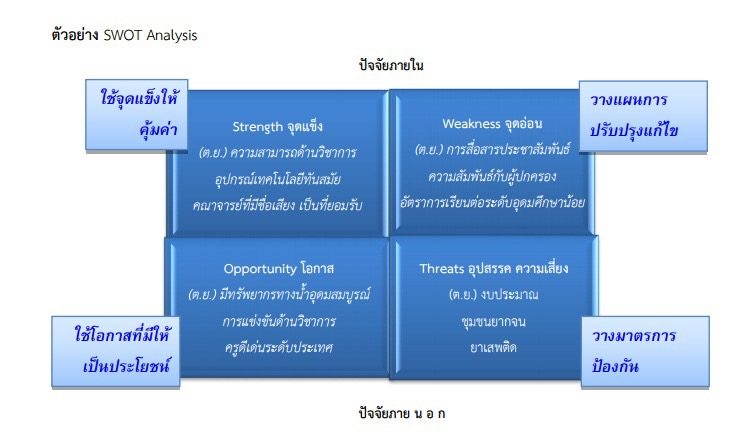 ตัวอย่าง SWOT Analysis
ปัจจัยภายใน
ใช้จุดแข็งให้
คุ้มค่า
Strength จุดแข็ง
(ต.ย.) ความสามารถด้านวิชาการ
อุปกรณ์เทคโนโลยีทันสมัย
คณาจารย์ที่มีชื่อเสียง เป็นที่ยอมรับ
Weakness จุดอ่อน
(ต.ย.) การสื่อสารประชาสัมพันธ์
ความสัมพันธ์กับผู้ปกครอง
อัตราการเรียนต่อระดับอุดมศึกษาน้อย
วางแผนการ
ปรับปรุงแก้ไข
Opportunity โอกาส
(ต.ย.) มีทรัพยากรทางน้ำอุดมสมบูรณ์
การแข่งขันด้านวิชาการ
ครูดีเด่นระดับประเทศ
ใช้โอกาสที่มีให้
เป็นประโยชน์
Threats อุปสรรค ความเสี่ยง
(ต.ย.) งบประมาณ
ชุมชนยากจน
ยาเสพติด
วางมาตรการ
ป้องกัน
ปัจจัยภาย น อ ก